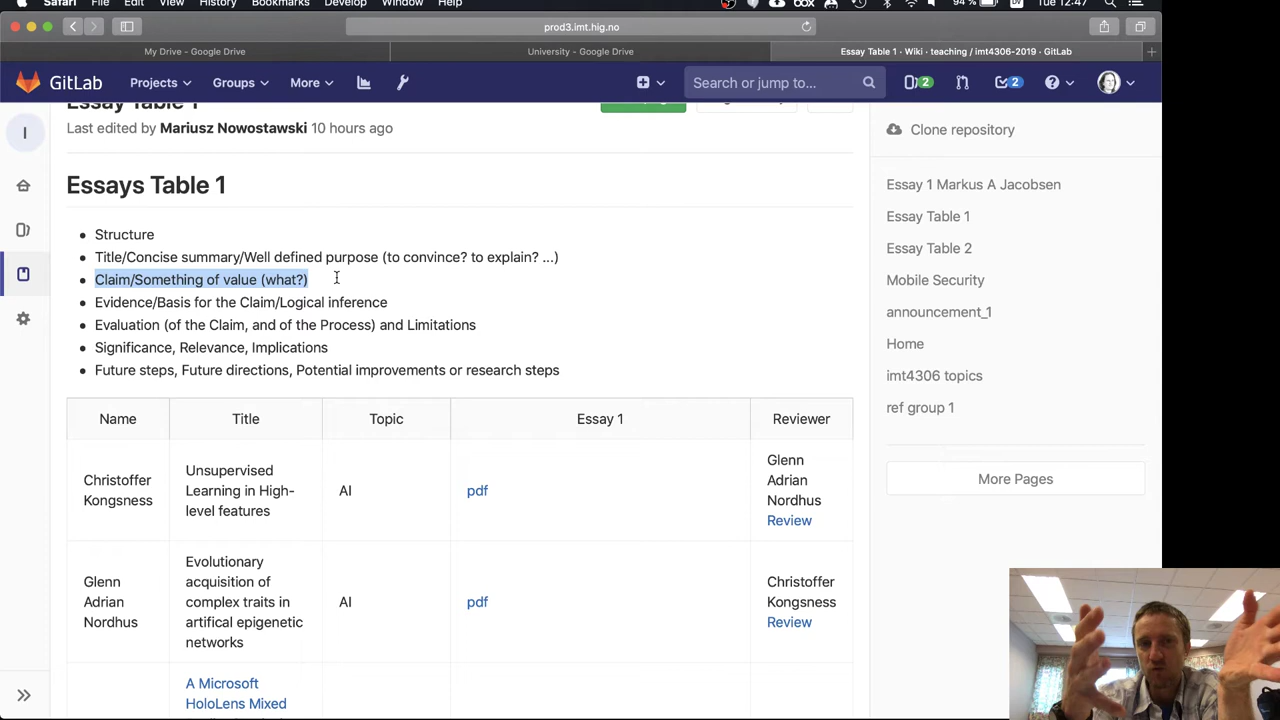 Safari File Edit View History Bookmarks Develop Window Help
94% Tue 12:47
prod3.imt.hig.no
My Drive - Google Drive
University - Google Drive
Essay Table 1 · Wiki · teaching / imt4306-2019 · GitLab
GitLab Projects Groups More Search or jump to... 2 2
Essay Table 1
Last edited by Mariusz Nowostawski 10 hours ago
I
Essays Table 1
Structure
Title/Concise summary/Well defined purpose (to convince? to explain? ...)
Claim/Something of value (what?)
Evidence/Basis for the Claim/Logical inference
Evaluation (of the Claim, and of the Process) and Limitations
Significance, Relevance, Implications
Future steps, Future directions, Potential improvements or research steps
Name Title Topic Essay 1 Reviewer
Christoffer
Kongsness
Unsupervised
Learning in High-
level features
AI
pdf
Glenn
Adrian
Nordhus
Review
Glenn
Adrian
Nordhus
Evolutionary
acquisition of
complex traits in
artifical epigenetic
networks
AI
pdf
Christoffer
Kongsness
Review
A Microsoft
HoloLens Mixed
Clone repository
Essay 1 Markus A Jacobsen
Essay Table 1
Essay Table 2
Mobile Security
announcement_1
Home
imt4306 topics
ref group 1
More Pages